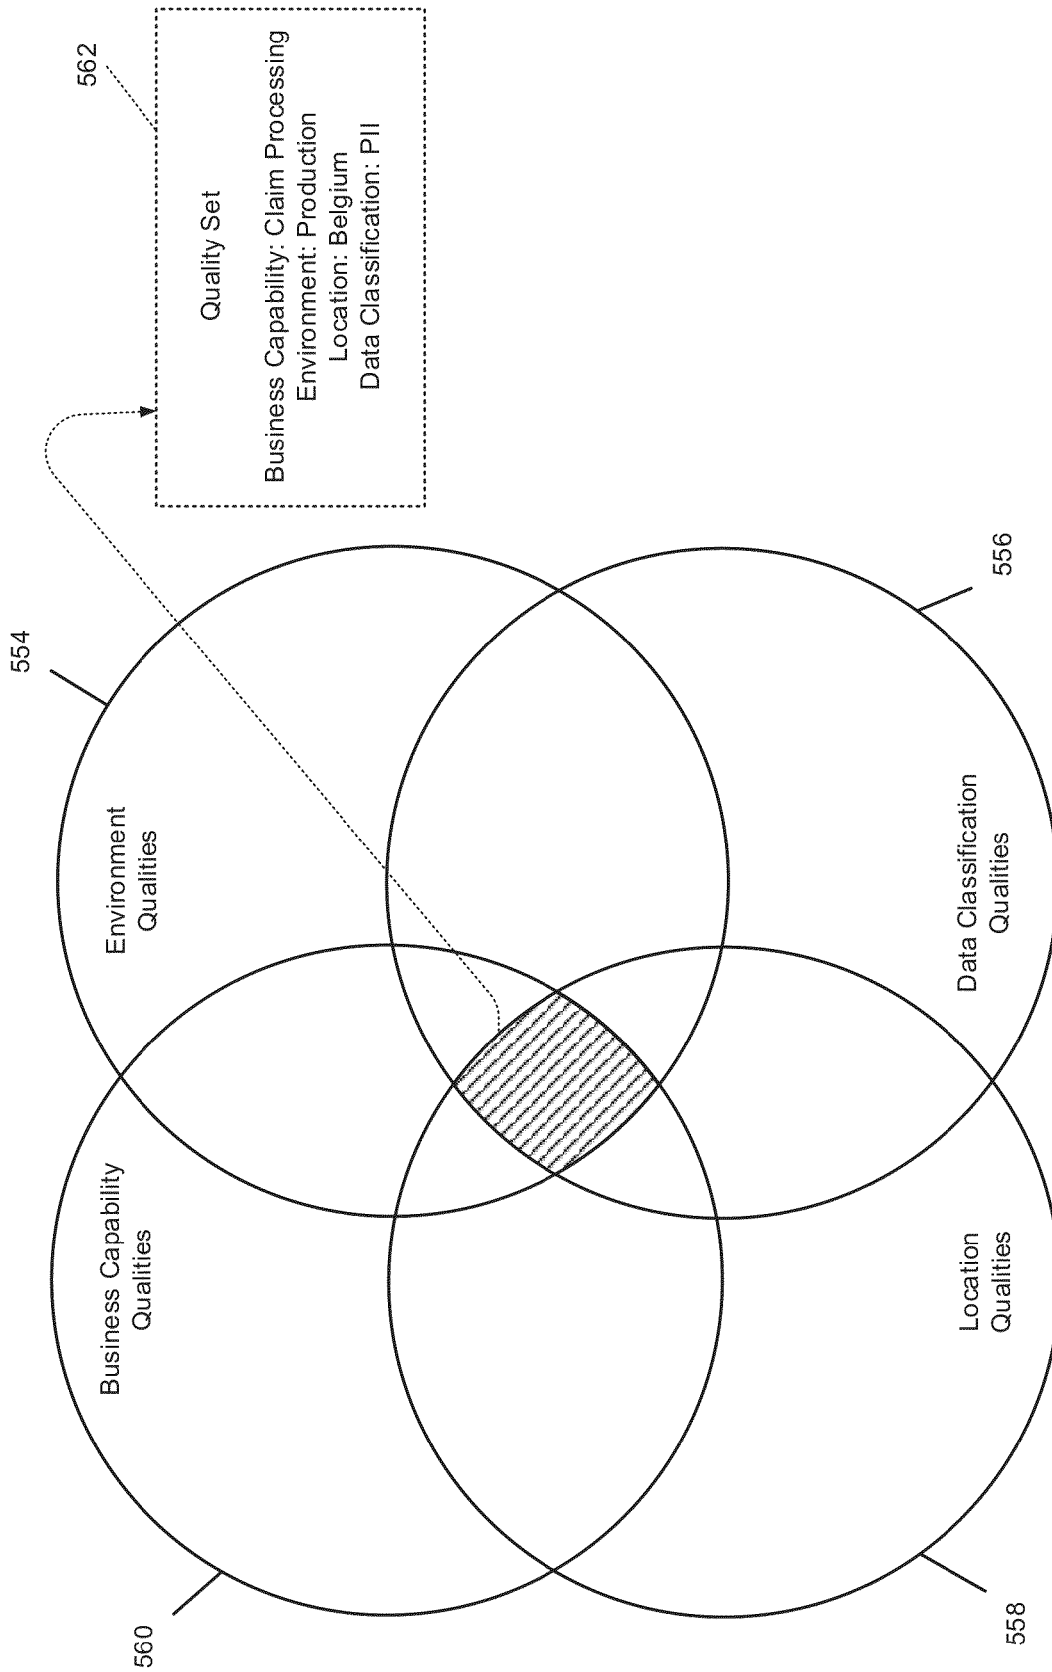 560
Business Capability
Qualities
Environment
Qualities
554
562
Quality Set
Business Capability: Claim Processing
Environment: Production
Location: Belgium
Data Classification: PII
558
Location
Qualities
Data Classification
Qualities
556